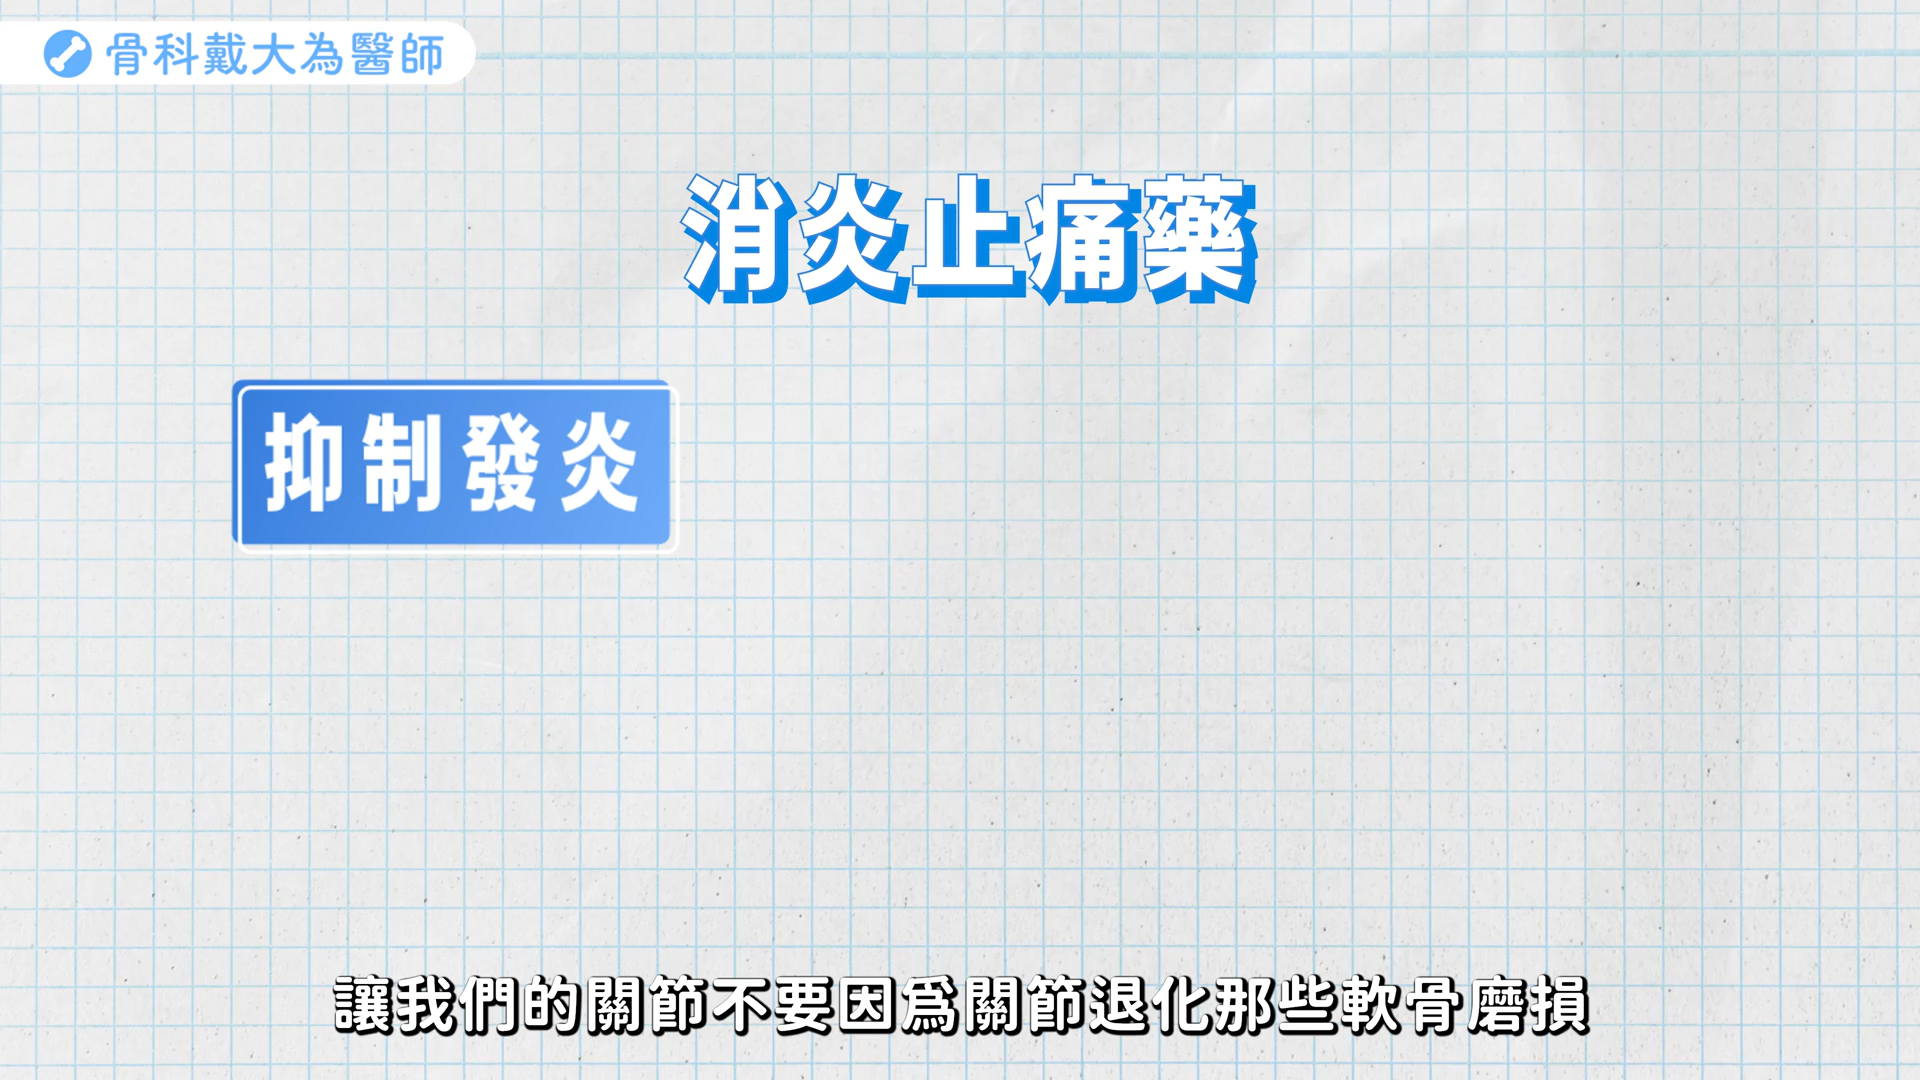 骨科戴大為醫師
消炎止痛藥
抑制發炎
讓我們的關節不要因爲關節退化那些軟骨磨損